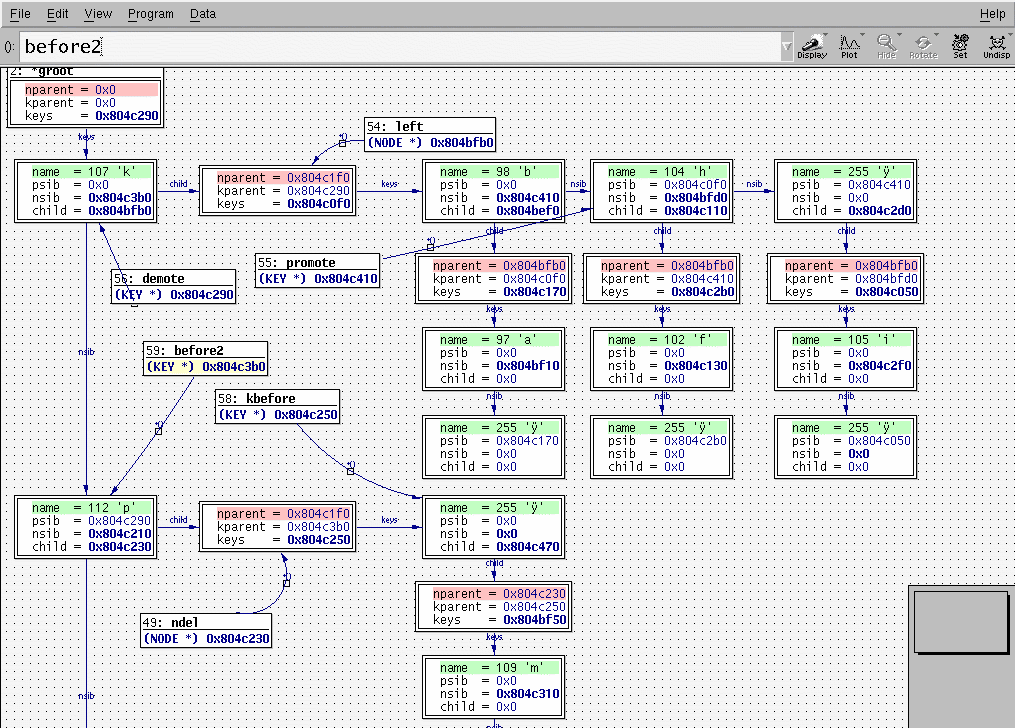 File Edit View Program Data Help
(): before2
Display Plot Hide Rotate Set Undisp
2: *groot
nparent = 0x0
kparent = 0x0
keys = 0x804c290
keys
54: left
(NODE *) 0x804bfb0
*()
name = 107 'k'
psib = 0x0
nsib = 0x804c3b0
child = 0x804bfb0
child
nparent = 0x804c1f0
kparent = 0x804c290
keys = 0x804c0f0
keys
name = 98 'b'
psib = 0x0
nsib = 0x804c410
child = 0x804bef0
nsib
name = 104 'h'
psib = 0x804c0f0
nsib = 0x804bfd0
child = 0x804c110
nsib
name = 255 'ÿ'
psib = 0x804c410
nsib = 0x0
child = 0x804c2d0
child
child
child
*()
55: promote
(KEY *) 0x804c410
56: demote
(KEY *) 0x804c290
nparent = 0x804bfb0
kparent = 0x804c0f0
keys = 0x804c170
nparent = 0x804bfb0
kparent = 0x804c410
keys = 0x804c2b0
nparent = 0x804bfb0
kparent = 0x804bfd0
keys = 0x804c050
keys
keys
keys
name = 97 'a'
psib = 0x0
nsib = 0x804bf10
child = 0x0
name = 102 'f'
psib = 0x0
nsib = 0x804c130
child = 0x0
name = 105 'i'
psib = 0x0
nsib = 0x804c2f0
child = 0x0
nsib
59: before2
(KEY *) 0x804c3b0
58: kbefore
(KEY *) 0x804c250
nsib
nsib
nsib
name = 255 'ÿ'
psib = 0x804c170
nsib = 0x0
child = 0x0
name = 255 'ÿ'
psib = 0x804c2b0
nsib = 0x0
child = 0x0
name = 255 'ÿ'
psib = 0x804c050
nsib = 0x0
child = 0x0
*()
*()
name = 112 'p'
psib = 0x804c290
nsib = 0x804c210
child = 0x804c230
child
nparent = 0x804c1f0
kparent = 0x804c3b0
keys = 0x804c250
keys
name = 255 'ÿ'
psib = 0x0
nsib = 0x0
child = 0x804c470
child
*()
49: ndel
(NODE *) 0x804c230
nparent = 0x804c230
kparent = 0x804c250
keys = 0x804bf50
keys
name = 109 'm'
psib = 0x0
nsib = 0x804c310
child = 0x0
nsib
nsib